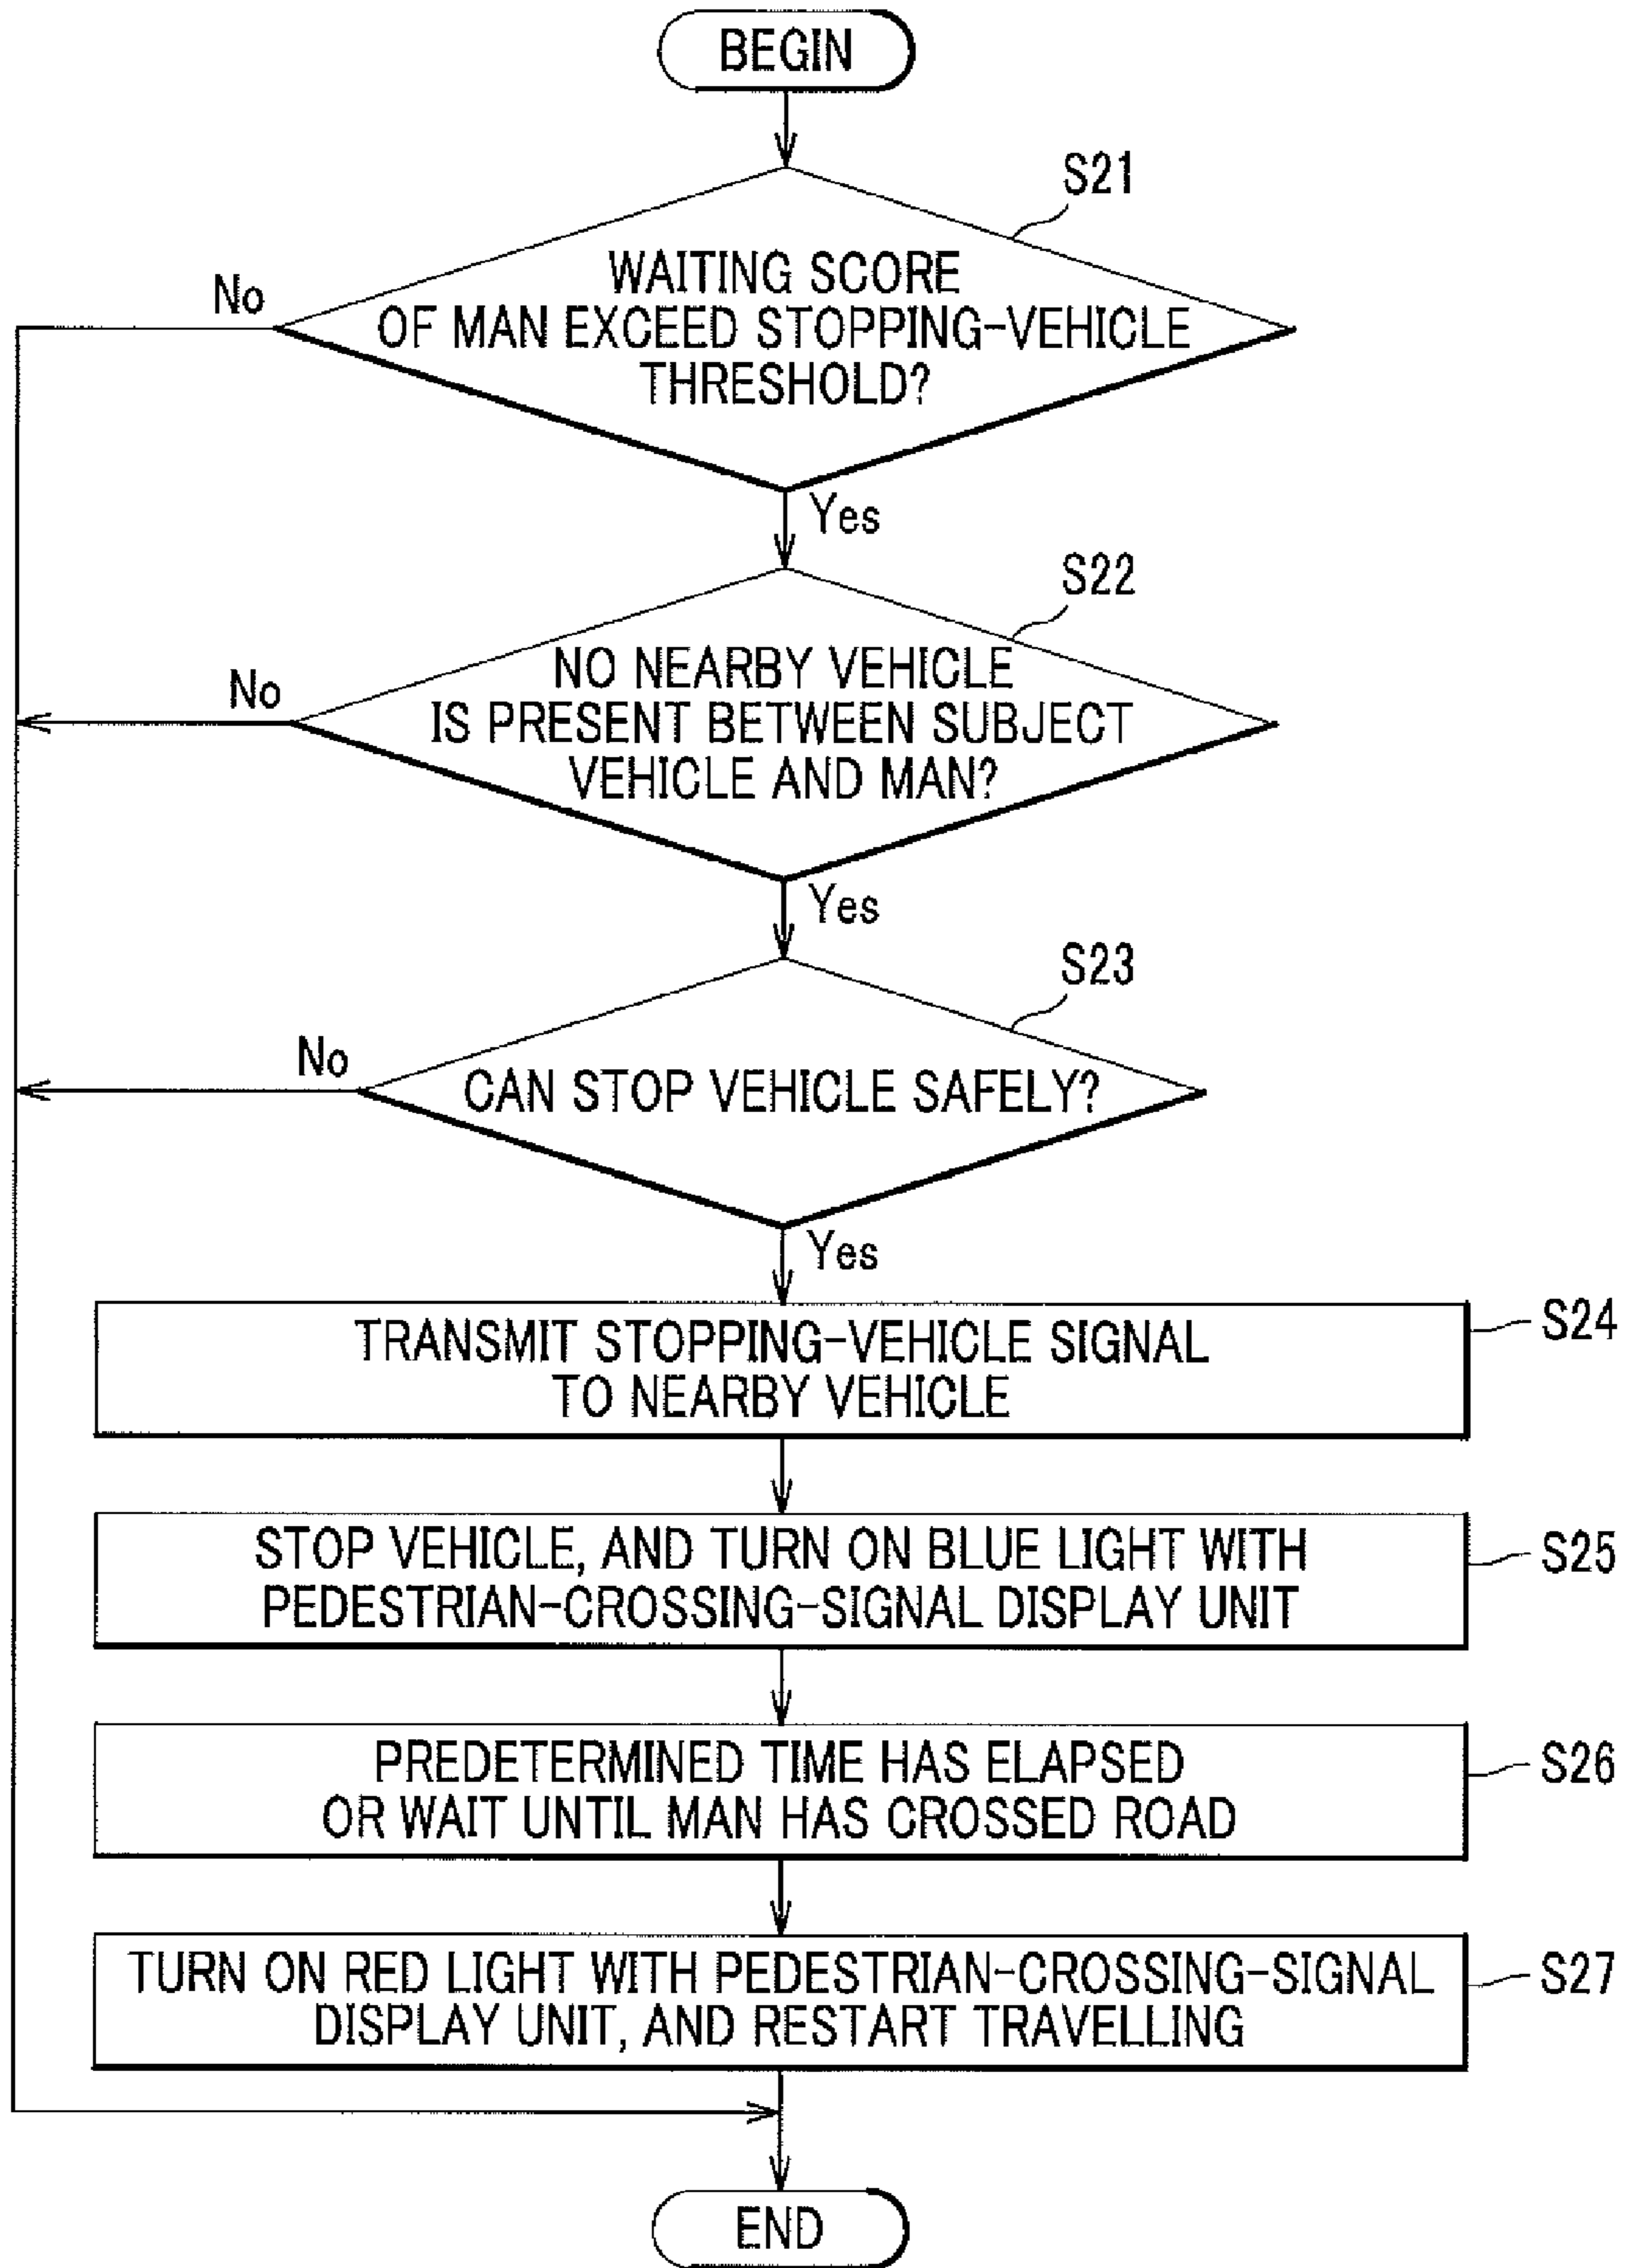 BEGIN
S21
WAITING SCORE
No
OF MAN EXCEED STOPPING-VEHICLE
THRESHOLD?
Yes
S22
NO NEARBY VEHICLE
No
IS PRESENT BETWEEN SUBJECT
VEHICLE AND MAN?
Yes
S23
No
CAN STOP VEHICLE SAFELY?
Yes
S24
TRANSMIT STOPPING-VEHICLE SIGNAL
TO NEARBY VEHICLE
S25
STOP VEHICLE, AND TURN ON BLUE LIGHT WITH
PEDESTRIAN-CROSSING-SIGNAL DISPLAY UNIT
S26
PREDETERMINED TIME HAS ELAPSED
OR WAIT UNTIL MAN HAS CROSSED ROAD
S27
TURN ON RED LIGHT WITH PEDESTRIAN-CROSSING-SIGNAL
DISPLAY UNIT, AND RESTART TRAVELLING
END